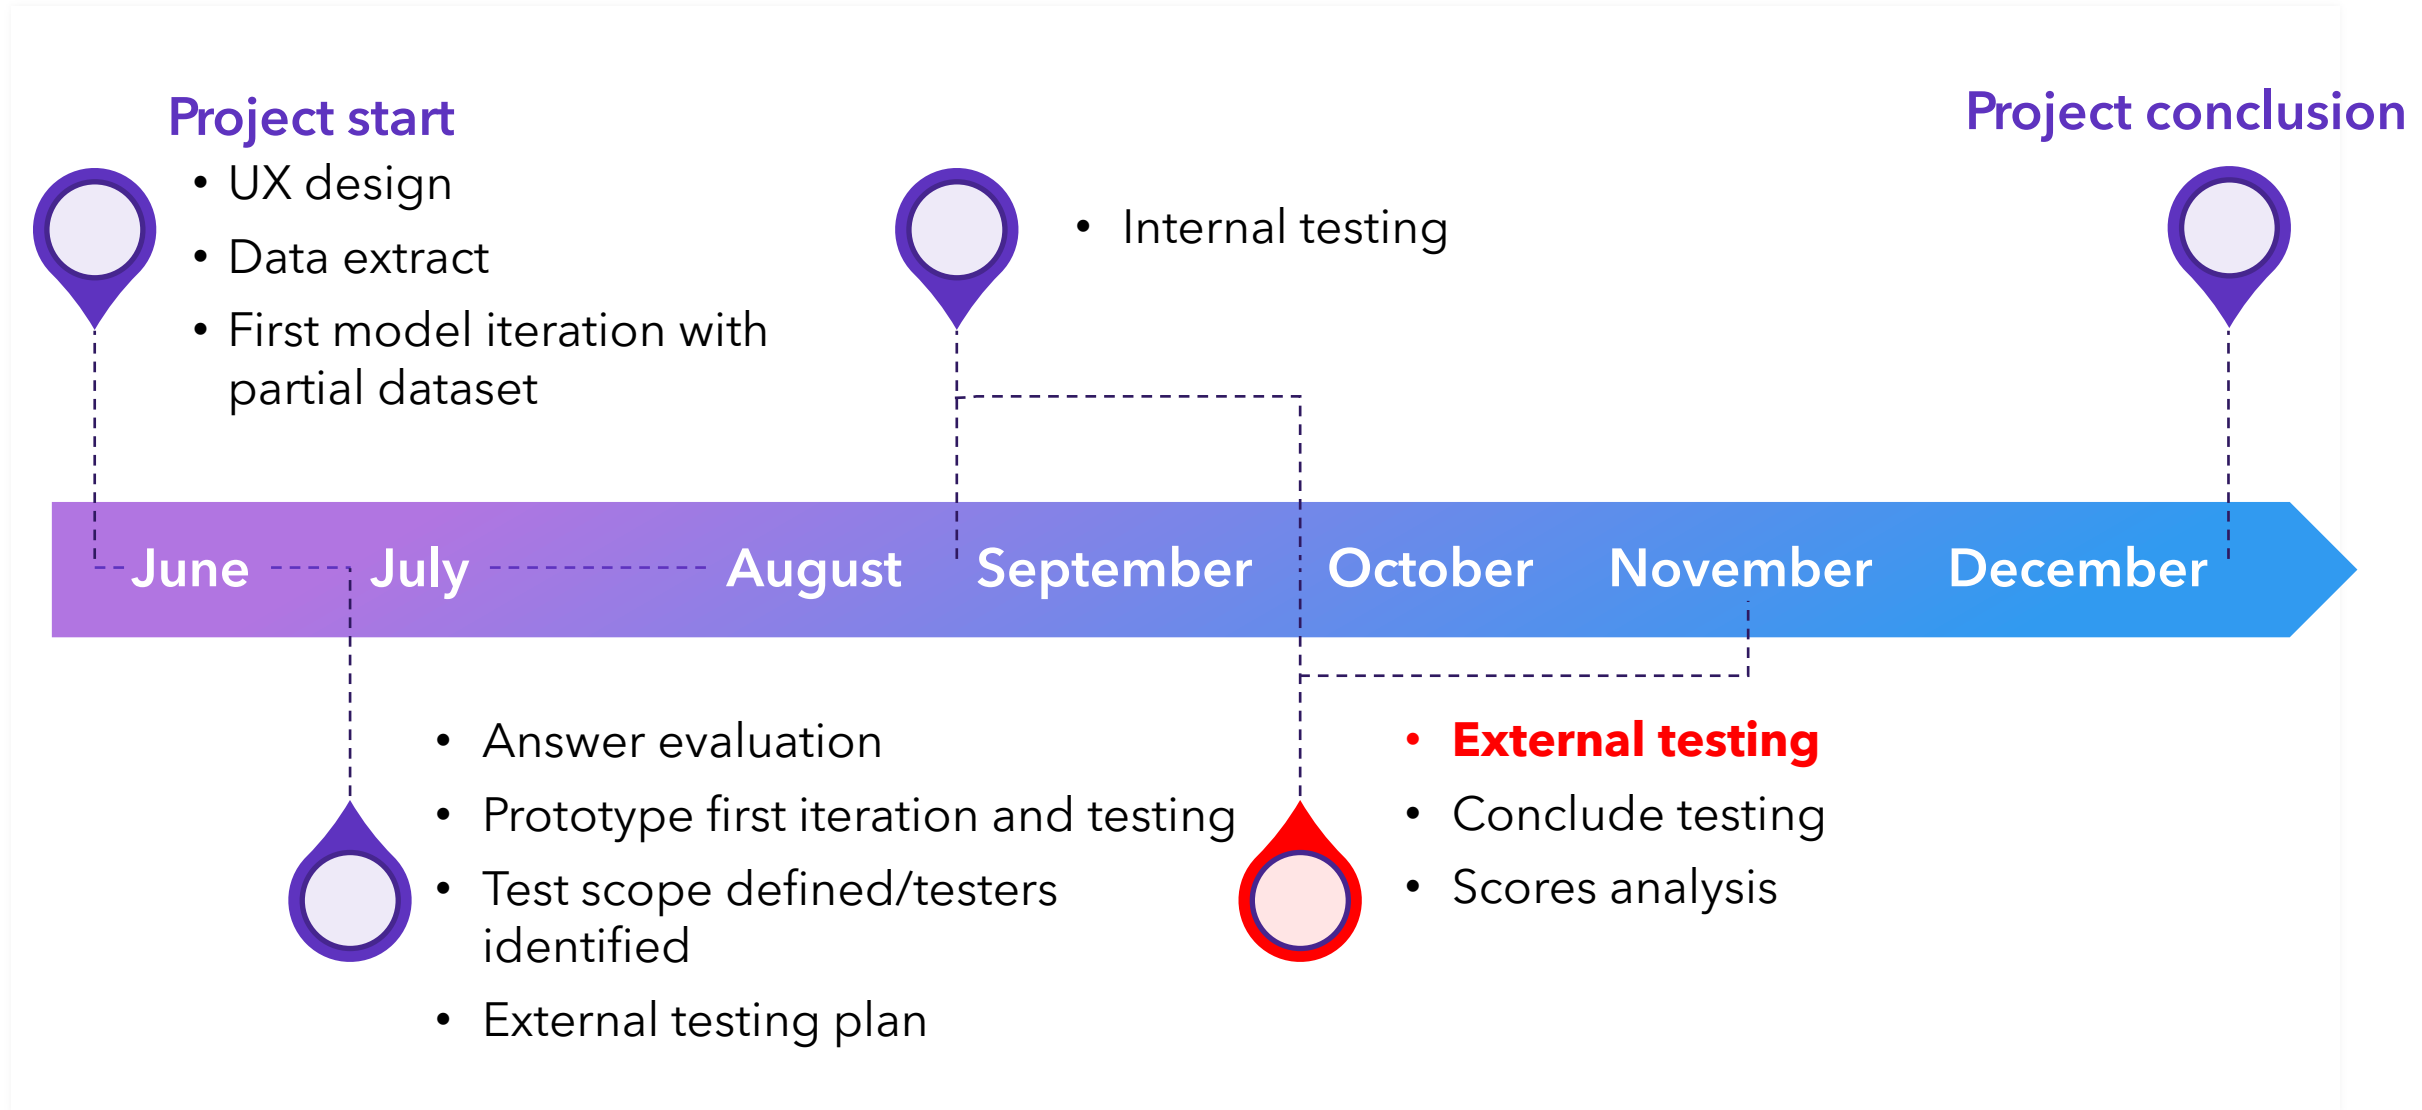 Project start
• UX design
• Data extract
• First model iteration with
partial dataset
• Internal testing
Project conclusion
June July August September October November December
• Answer evaluation
• Prototype first iteration and testing
• Test scope defined/testers
identified
• External testing plan
• External testing
• Conclude testing
• Scores analysis